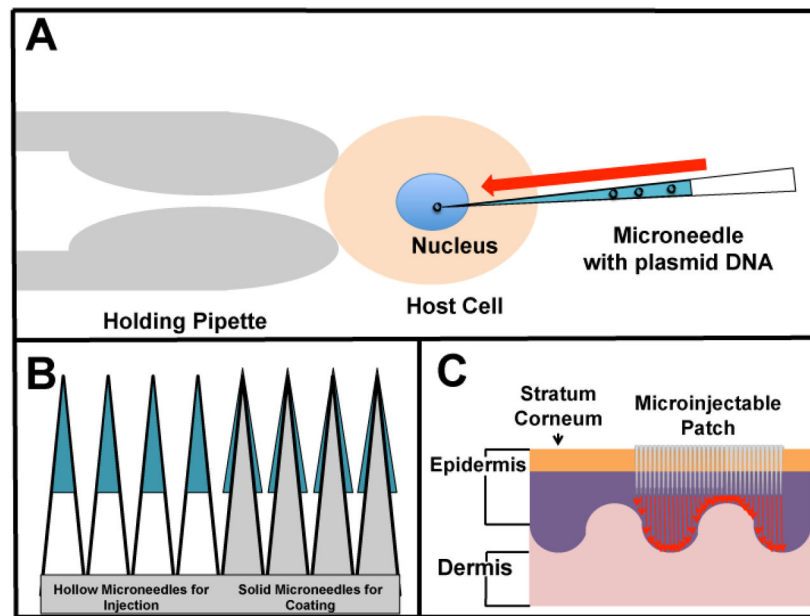 A
Nucleus
Microneedle
with plasmid DNA
Host Cell
Holding Pipette
B
Hollow Microneedles for
Injection
Solid Microneedles for
Coating
C
Stratum
Corneum
Microinjectable
Patch
Epidermis
Dermis